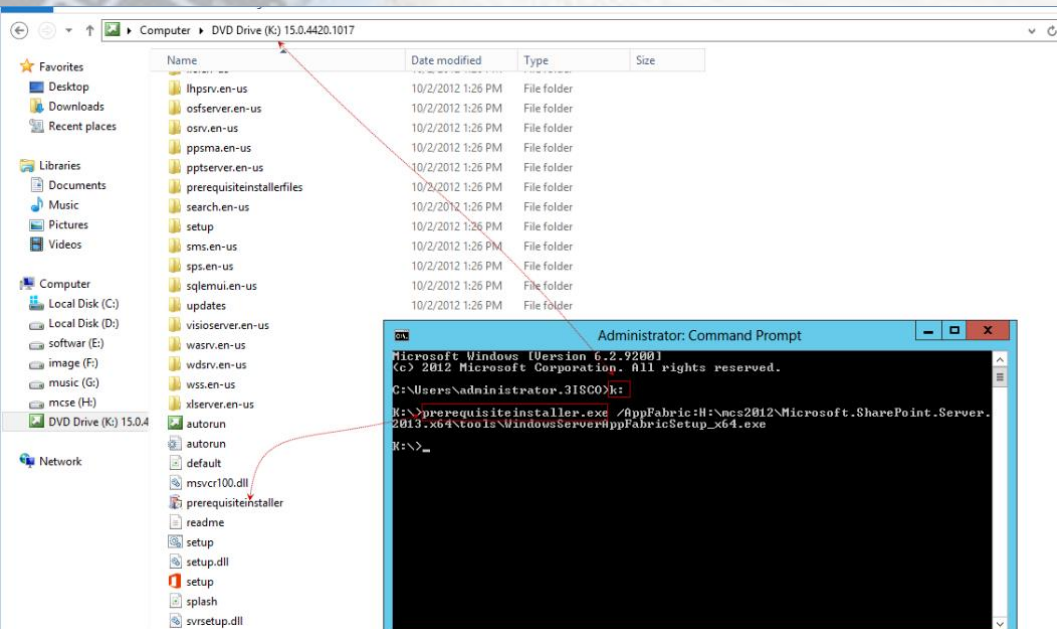 Computer ▸ DVD Drive (K:) 15.0.4420.1017
Name Date modified Type Size
Favorites
Desktop
Downloads
Recent places
Libraries
Documents
Music
Pictures
Videos
Computer
Local Disk (C:)
Local Disk (D:)
softwar (E:)
image (F:)
music (G:)
mcse (H:)
DVD Drive (K:) 15.0.4
Network
lhpsrv.en-us 10/2/2012 1:26 PM File folder
osfserver.en-us 10/2/2012 1:26 PM File folder
osrv.en-us 10/2/2012 1:26 PM File folder
ppsma.en-us 10/2/2012 1:26 PM File folder
pptserver.en-us 10/2/2012 1:26 PM File folder
prerequisiteinstallerfiles 10/2/2012 1:26 PM File folder
search.en-us 10/2/2012 1:26 PM File folder
setup 10/2/2012 1:26 PM File folder
sms.en-us 10/2/2012 1:26 PM File folder
sps.en-us 10/2/2012 1:26 PM File folder
sqlemui.en-us 10/2/2012 1:26 PM File folder
updates 10/2/2012 1:26 PM File folder
visioserver.en-us
wasrv.en-us
wdsrv.en-us
wss.en-us
xlserver.en-us
autorun
autorun
default
msvcr100.dll
prerequisiteinstaller
readme
setup
setup.dll
setup
splash
svrsetup.dll
Administrator: Command Prompt
Microsoft Windows [Version 6.2.9200]
(c) 2012 Microsoft Corporation. All rights reserved.
C:\Users\administrator.3ISCO>k:
K:\>prerequisiteinstaller.exe /AppFabric:H:\mcs2012\Microsoft.SharePoint.Server.
2013.x64\tools\WindowsServerAppFabricSetup_x64.exe
K:\>_